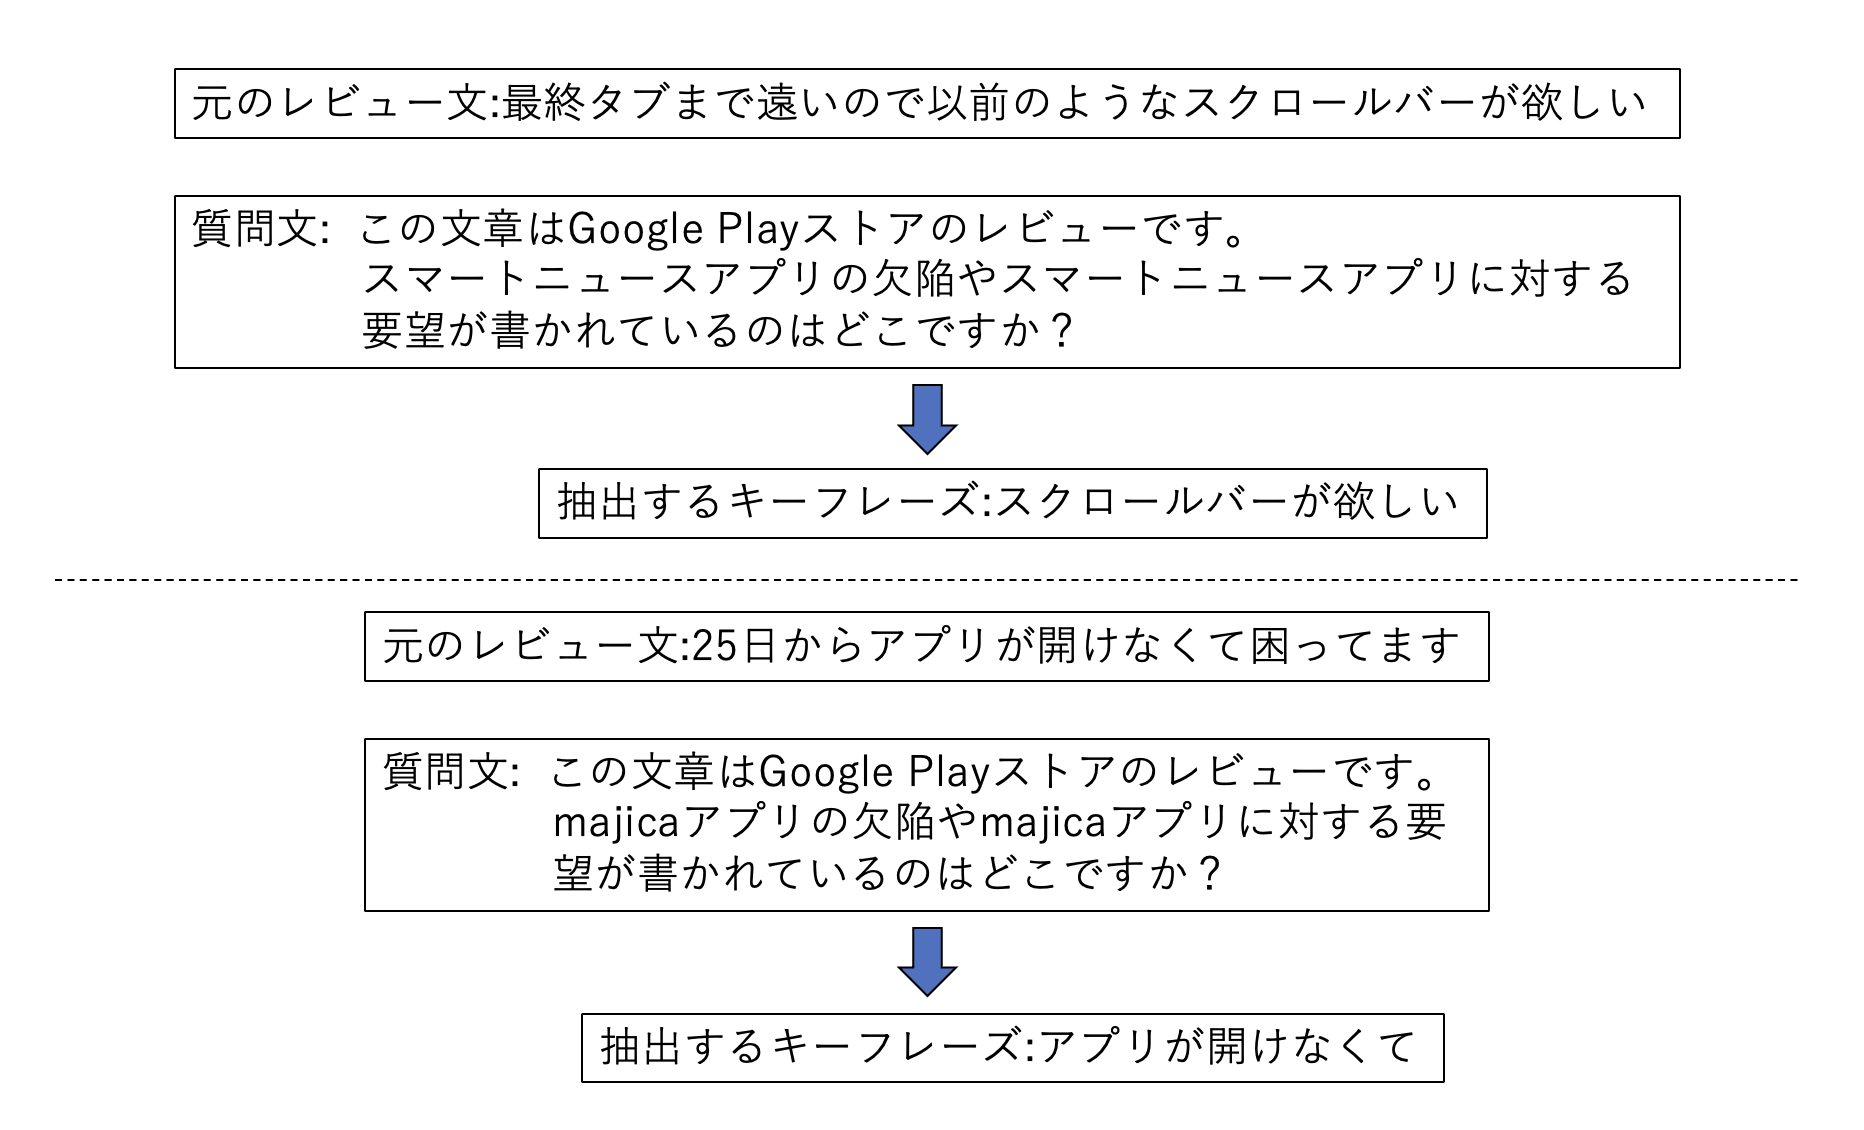 元のレビュー文:最終タブまで遠いので以前のようなスクロールバーが欲しい
質問文: この文章はGoogle Playストアのレビューです。
スマートニュースアプリの欠陥やスマートニュースアプリに対する
要望が書かれているのはどこですか？
抽出するキーフレーズ:スクロールバーが欲しい
元のレビュー文:25日からアプリが開けなくて困ってます
質問文: この文章はGoogle Playストアのレビューです。
majicaアプリの欠陥やmajicaアプリに対する要
望が書かれているのはどこですか？
抽出するキーフレーズ:アプリが開けなくて